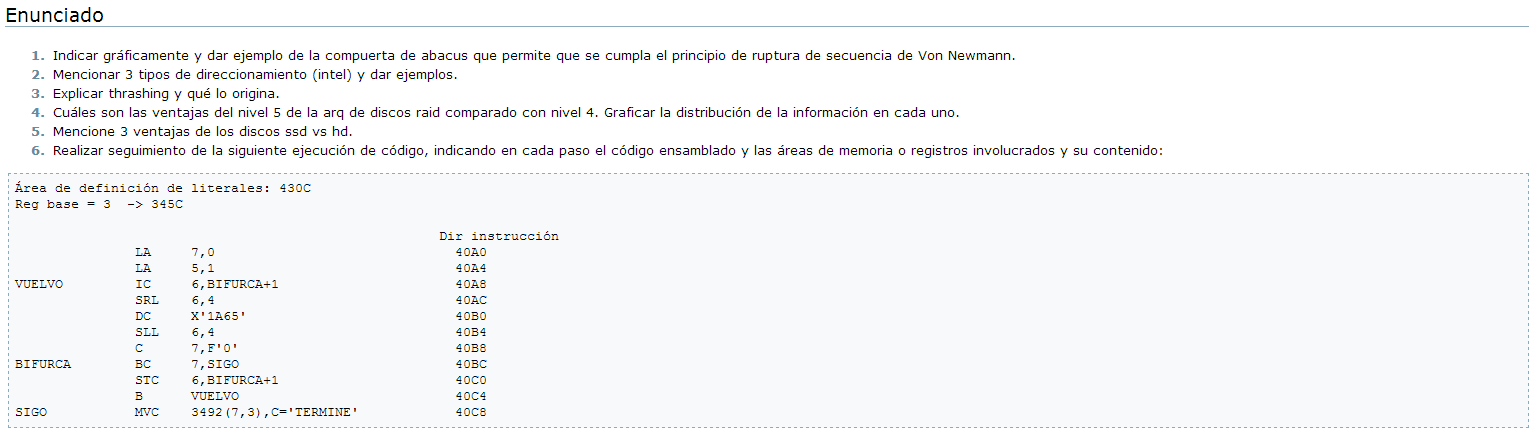 Enunciado
1. Indicar gráficamente y dar ejemplo de la compuerta de abacus que permite que se cumpla el principio de ruptura de secuencia de Von Newmann.
2. Mencionar 3 tipos de direccionamiento (intel) y dar ejemplos.
3. Explicar thrashing y qué lo origina.
4. Cuáles son las ventajas del nivel 5 de la arq de discos raid comparado con nivel 4. Graficar la distribución de la información en cada uno.
5. Mencione 3 ventajas de los discos ssd vs hd.
6. Realizar seguimiento de la siguiente ejecución de código, indicando en cada paso el código ensamblado y las áreas de memoria o registros involucrados y su contenido:
Área de definición de literales: 430C
Reg base = 3  -> 345C
Dir instrucción
LA 7,0 40A0
LA 5,1 40A4
VUELVO IC 6,BIFURCA+1 40A8
SRL 6,4 40AC
DC X'1A65' 40B0
SLL 6,4 40B4
C 7,F'0' 40B8
BIFURCA BC 7,SIGO 40BC
STC 6,BIFURCA+1 40C0
B VUELVO 40C4
SIGO MVC 3492(7,3),C='TERMINE' 40C8